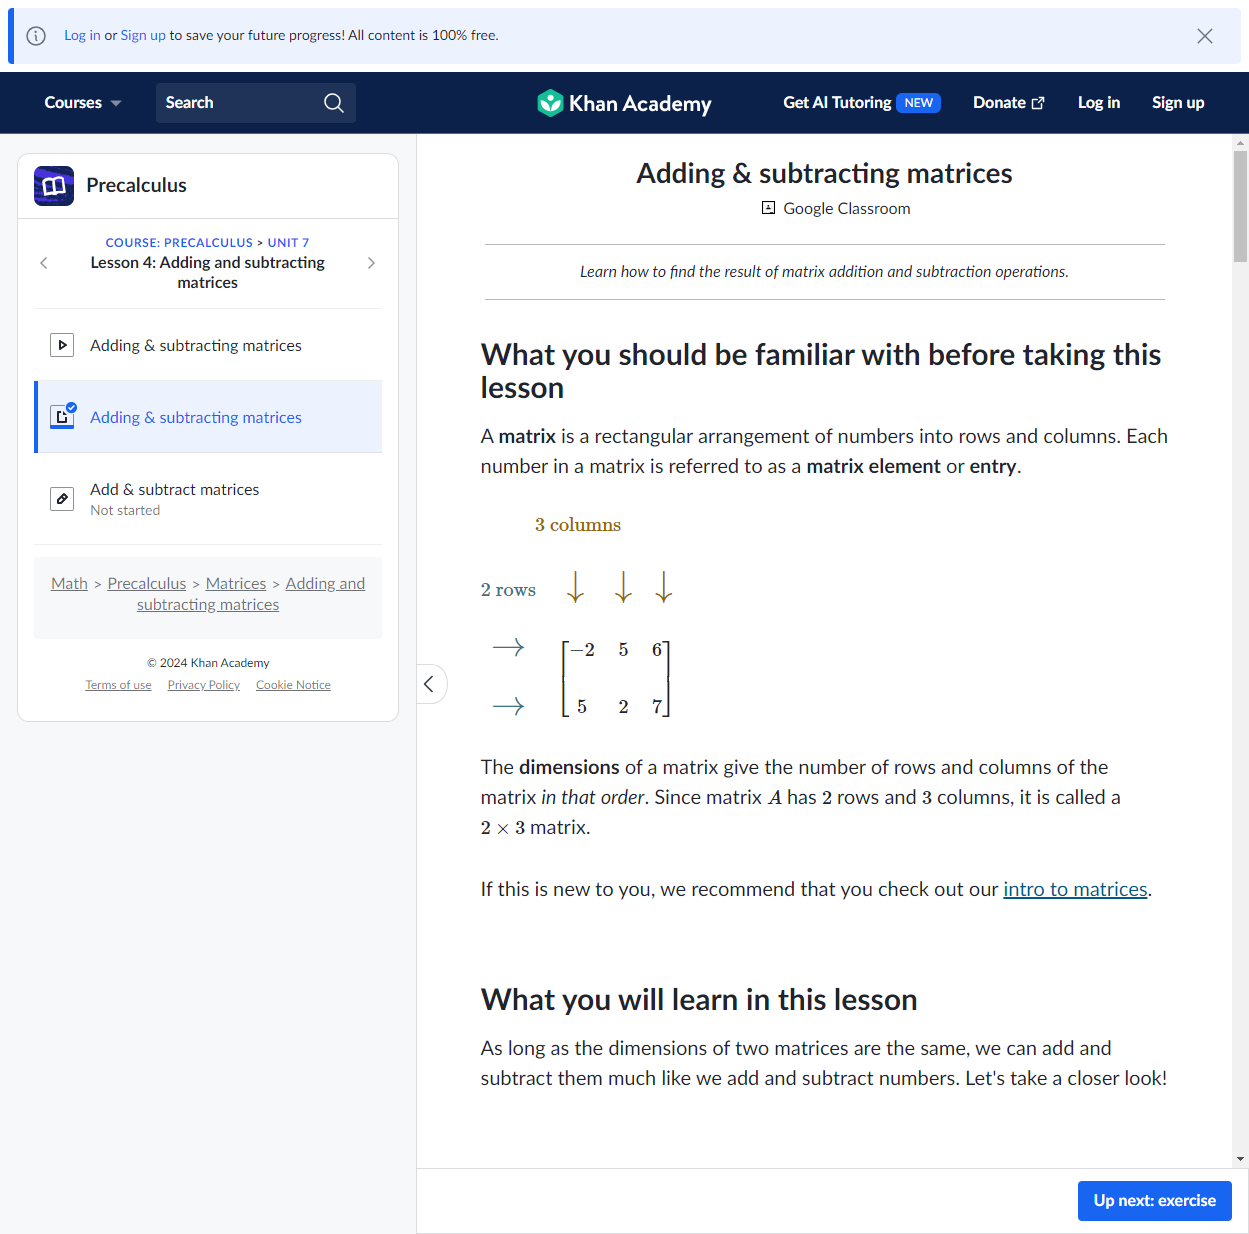 Log in or Sign up to save your future progress! All content is 100% free.
Courses
Search
Khan Academy
Get AI Tutoring NEW
Donate
Log in
Sign up
Precalculus
COURSE: PRECALCULUS > UNIT 7
Lesson 4: Adding and subtracting
matrices
Adding & subtracting matrices
Adding & subtracting matrices
Add & subtract matrices
Not started
Math > Precalculus > Matrices > Adding and
subtracting matrices
© 2024 Khan Academy
Terms of use Privacy Policy Cookie Notice
Adding & subtracting matrices
Google Classroom
Learn how to find the result of matrix addition and subtraction operations.
What you should be familiar with before taking this
lesson
A matrix is a rectangular arrangement of numbers into rows and columns. Each
number in a matrix is referred to as a matrix element or entry.
3 columns
2 rows ↓ ↓ ↓
→ [−2 5 6]
→ [5 2 7]
The dimensions of a matrix give the number of rows and columns of the
matrix in that order. Since matrix A has 2 rows and 3 columns, it is called a
2 × 3 matrix.
If this is new to you, we recommend that you check out our intro to matrices.
What you will learn in this lesson
As long as the dimensions of two matrices are the same, we can add and
subtract them much like we add and subtract numbers. Let's take a closer look!
Up next: exercise